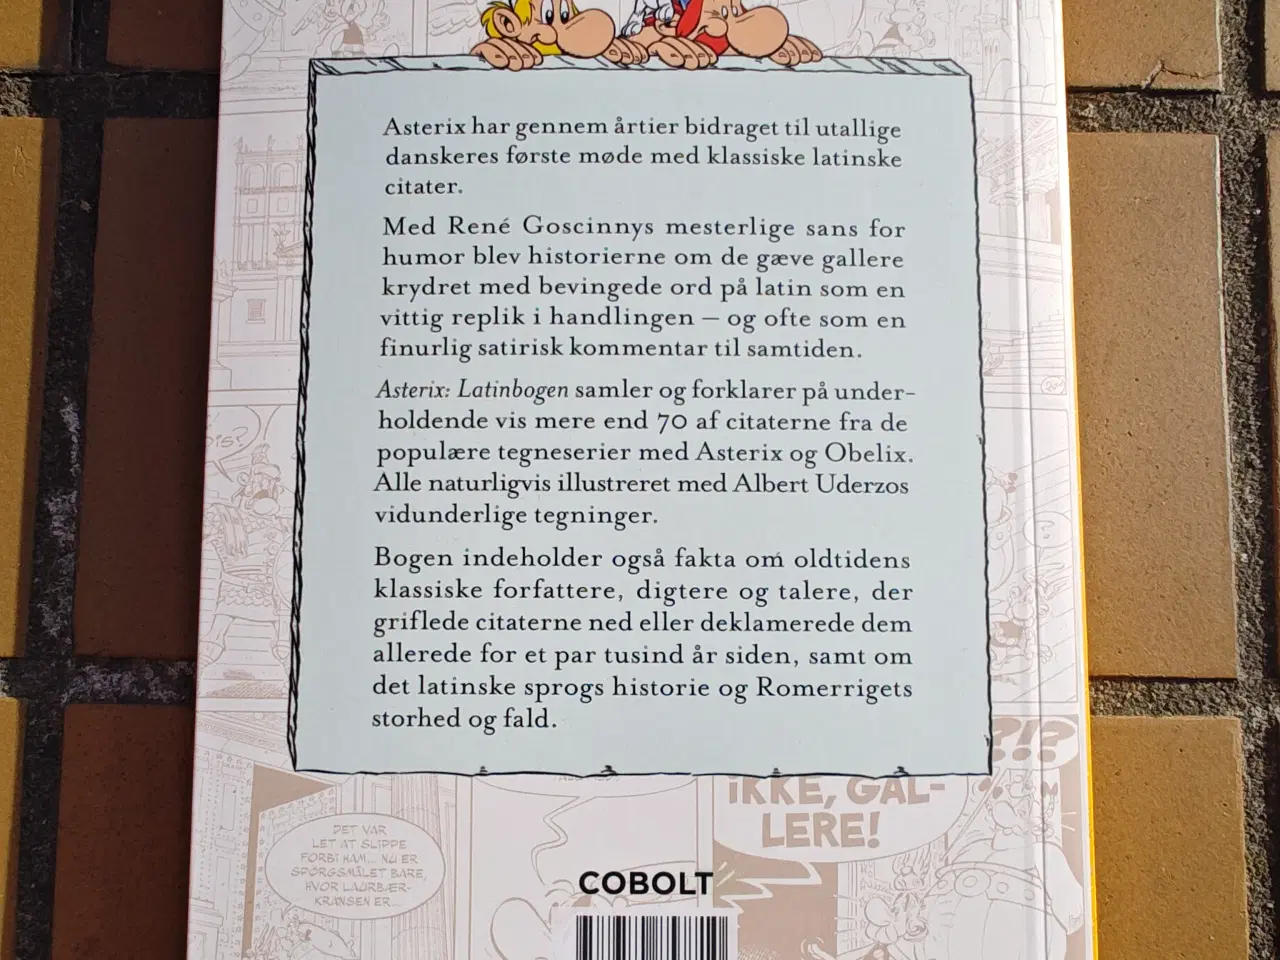 Asterix har gennem årtier bidraget til utallige
danskeres første møde med klassiske latinske
citater.
Med René Goscinnys mesterlige sans for
humor blev historierne om de gæve gallere
krydret med bevingede ord på latin som en
vittig replik i handlingen – og ofte som en
finurlig satirisk kommentar til samtiden.
Asterix: Latinbogen samler og forklarer på under-
holdende vis mere end 70 af citaterne fra de
populære tegneserier med Asterix og Obelix.
Alle naturligvis illustreret med Albert Uderzos
vidunderlige tegninger.
Bogen indeholder også fakta om oldtidens
klassiske forfattere, digtere og talere, der
griflede citaterne ned eller deklamerede dem
allerede for et par tusind år siden, samt om
det latinske sprogs historie og Romerrigets
storhed og fald.
?!?
IKKE, GAL-
LERE!
DET VAR
LET AT SLIPPE
FORBI HAM... NU ER
SPØRGSMÅLET BARE,
HVOR LAURBÆR-
KRANSEN ER...
COBOLT